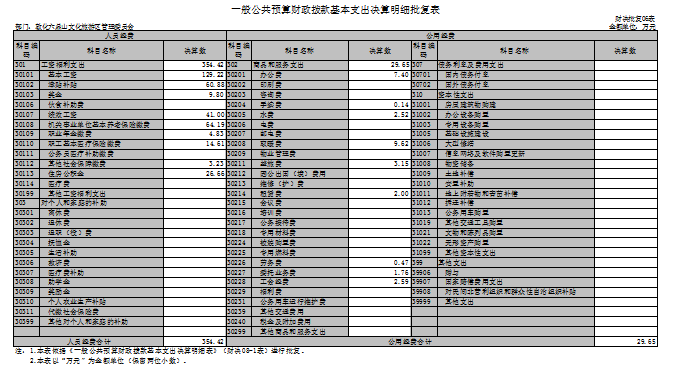 一般公共预算财政拨款基本支出决算明细批复表
财决批复06表
部门：敦化六鼎山文化旅游区管理委员会 金额单位：万元
人员经费 公用经费
科目编码 科目名称 决算数 科目编码 科目名称 决算数 科目编码 科目名称 决算数
301 工资福利支出 354.42 302 商品和服务支出 29.65 307 债务利息及费用支出
30101 基本工资 129.22 30201 办公费 7.40 30701 国内债务付息
30102 津贴补贴 60.88 30202 印刷费 30702 国外债务付息
30103 奖金 9.80 30203 咨询费 310 资本性支出
30106 伙食补助费 30204 手续费 0.14 31001 房屋建筑物购建
30107 绩效工资 41.00 30205 水费 2.52 31002 办公设备购置
30108 机关事业单位基本养老保险缴费 64.19 30206 电费 31003 专用设备购置
30109 职业年金缴费 4.83 30207 邮电费 31005 基础设施建设
30110 职工基本医疗保险缴费 14.61 30208 取暖费 9.62 31006 大型修缮
30111 公务员医疗补助缴费 30209 物业管理费 31007 信息网络及软件购置更新
30112 其他社会保障缴费 3.23 30211 差旅费 3.15 31008 物资储备
30113 住房公积金 26.66 30212 因公出国（境）费用 31009 土地补偿
30114 医疗费 30213 维修（护）费 31010 安置补助
30199 其他工资福利支出 30214 租赁费 2.00 31011 地上附着物和青苗补偿
303 对个人和家庭的补助 30215 会议费 31012 拆迁补偿
30301 离休费 30216 培训费 31013 公务用车购置
30302 退休费 30217 公务接待费 31019 其他交通工具购置
30303 退职（役）费 30218 专用材料费 31021 文物和陈列品购置
30304 抚恤金 30224 被装购置费 31022 无形资产购置
30305 生活补助 30225 专用燃料费 31099 其他资本性支出
30306 救济费 30226 劳务费 0.47 399 其他支出
30307 医疗费补助 30227 委托业务费 1.76 39906 赠与
30308 助学金 30228 工会经费 2.59 39907 国家赔偿费用支出
30309 奖励金 30229 福利费 39908 对民间非营利组织和群众性自治组织补贴
30310 个人农业生产补贴 30231 公务用车运行维护费 39999 其他支出
30311 代缴社会保险费 30239 其他交通费用
30399 其他对个人和家庭的补助 30240 税金及附加费用
30299 其他商品和服务支出
人员经费合计 354.42 公用经费合计 29.65
注：1.本表依据《一般公共预算财政拨款基本支出决算明细表》（财决08-1表）进行批复。
2.本表以“万元”为金额单位（保留两位小数）。